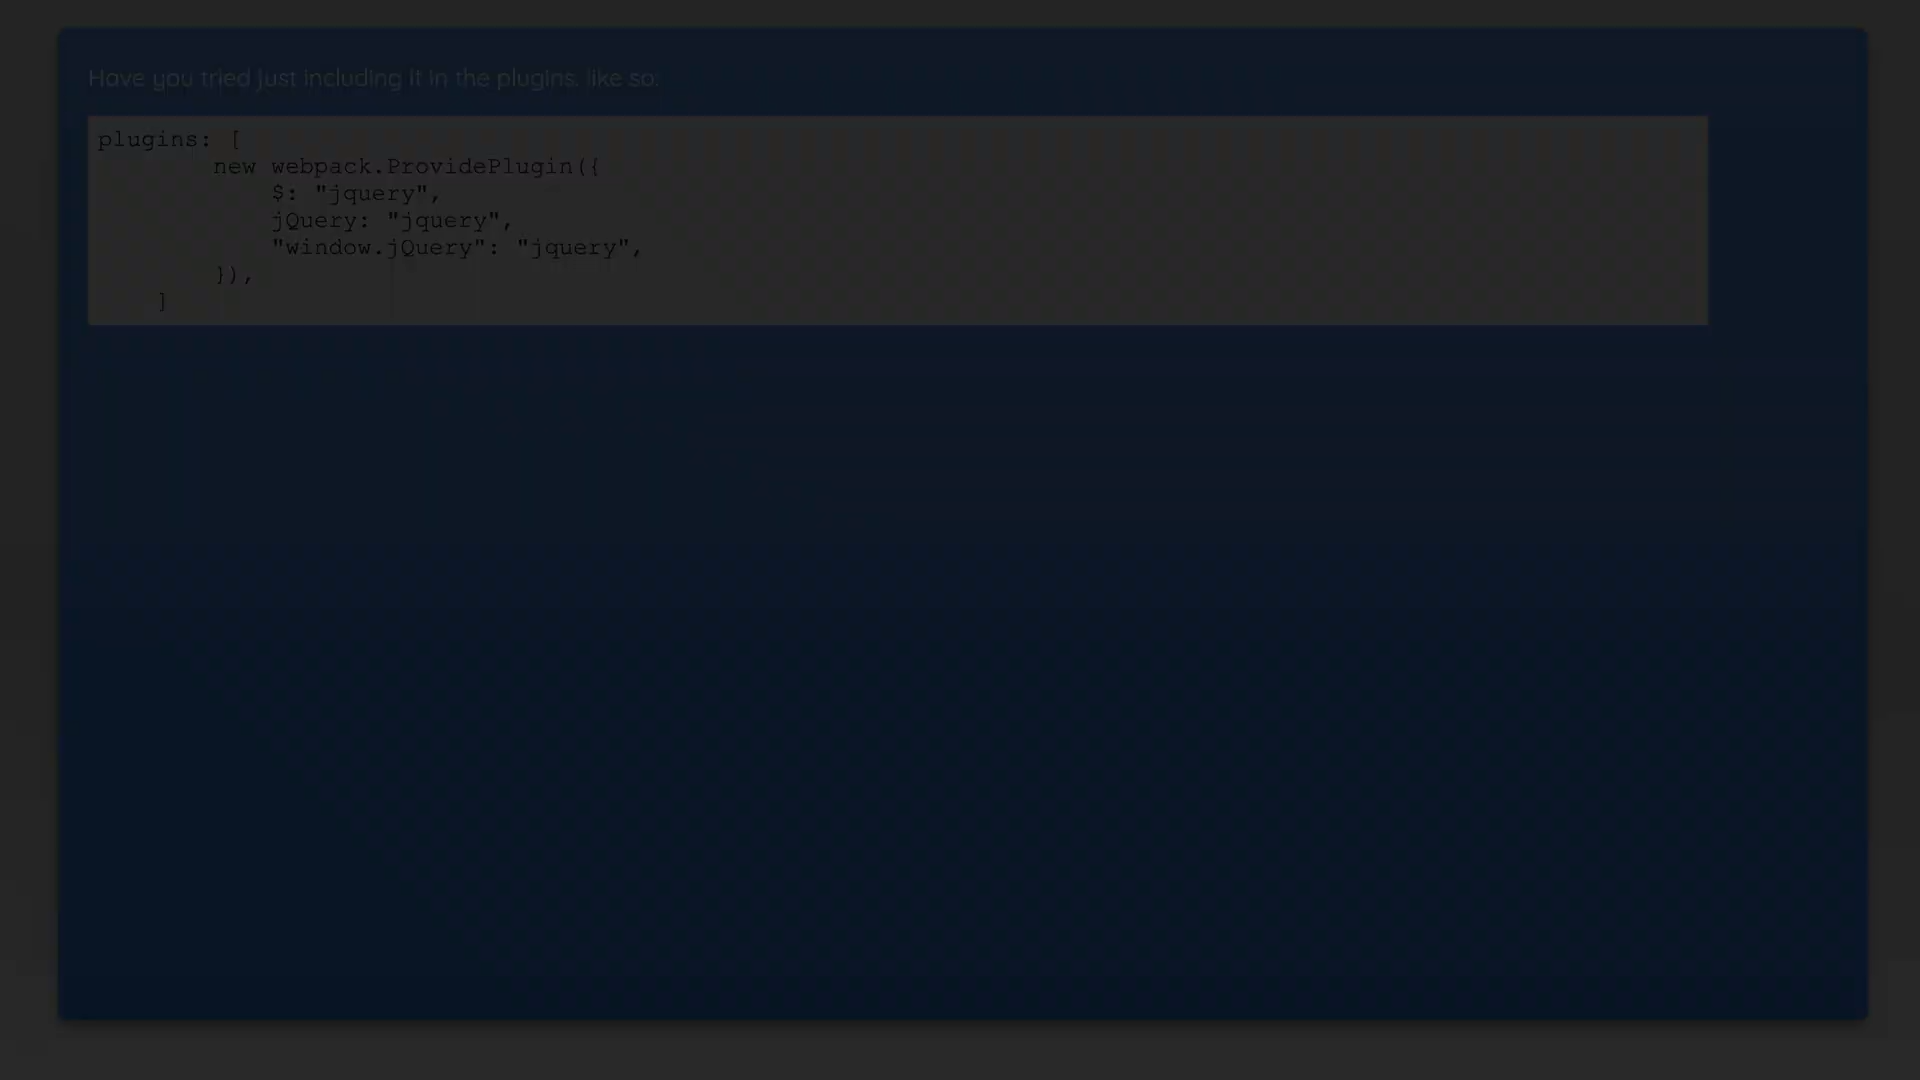 Have you tried just including it in the plugins, like so:
plugins: [
        new webpack.ProvidePlugin({
            $: "jquery",
            jQuery: "jquery",
            "window.jQuery": "jquery",
        }),
    ]